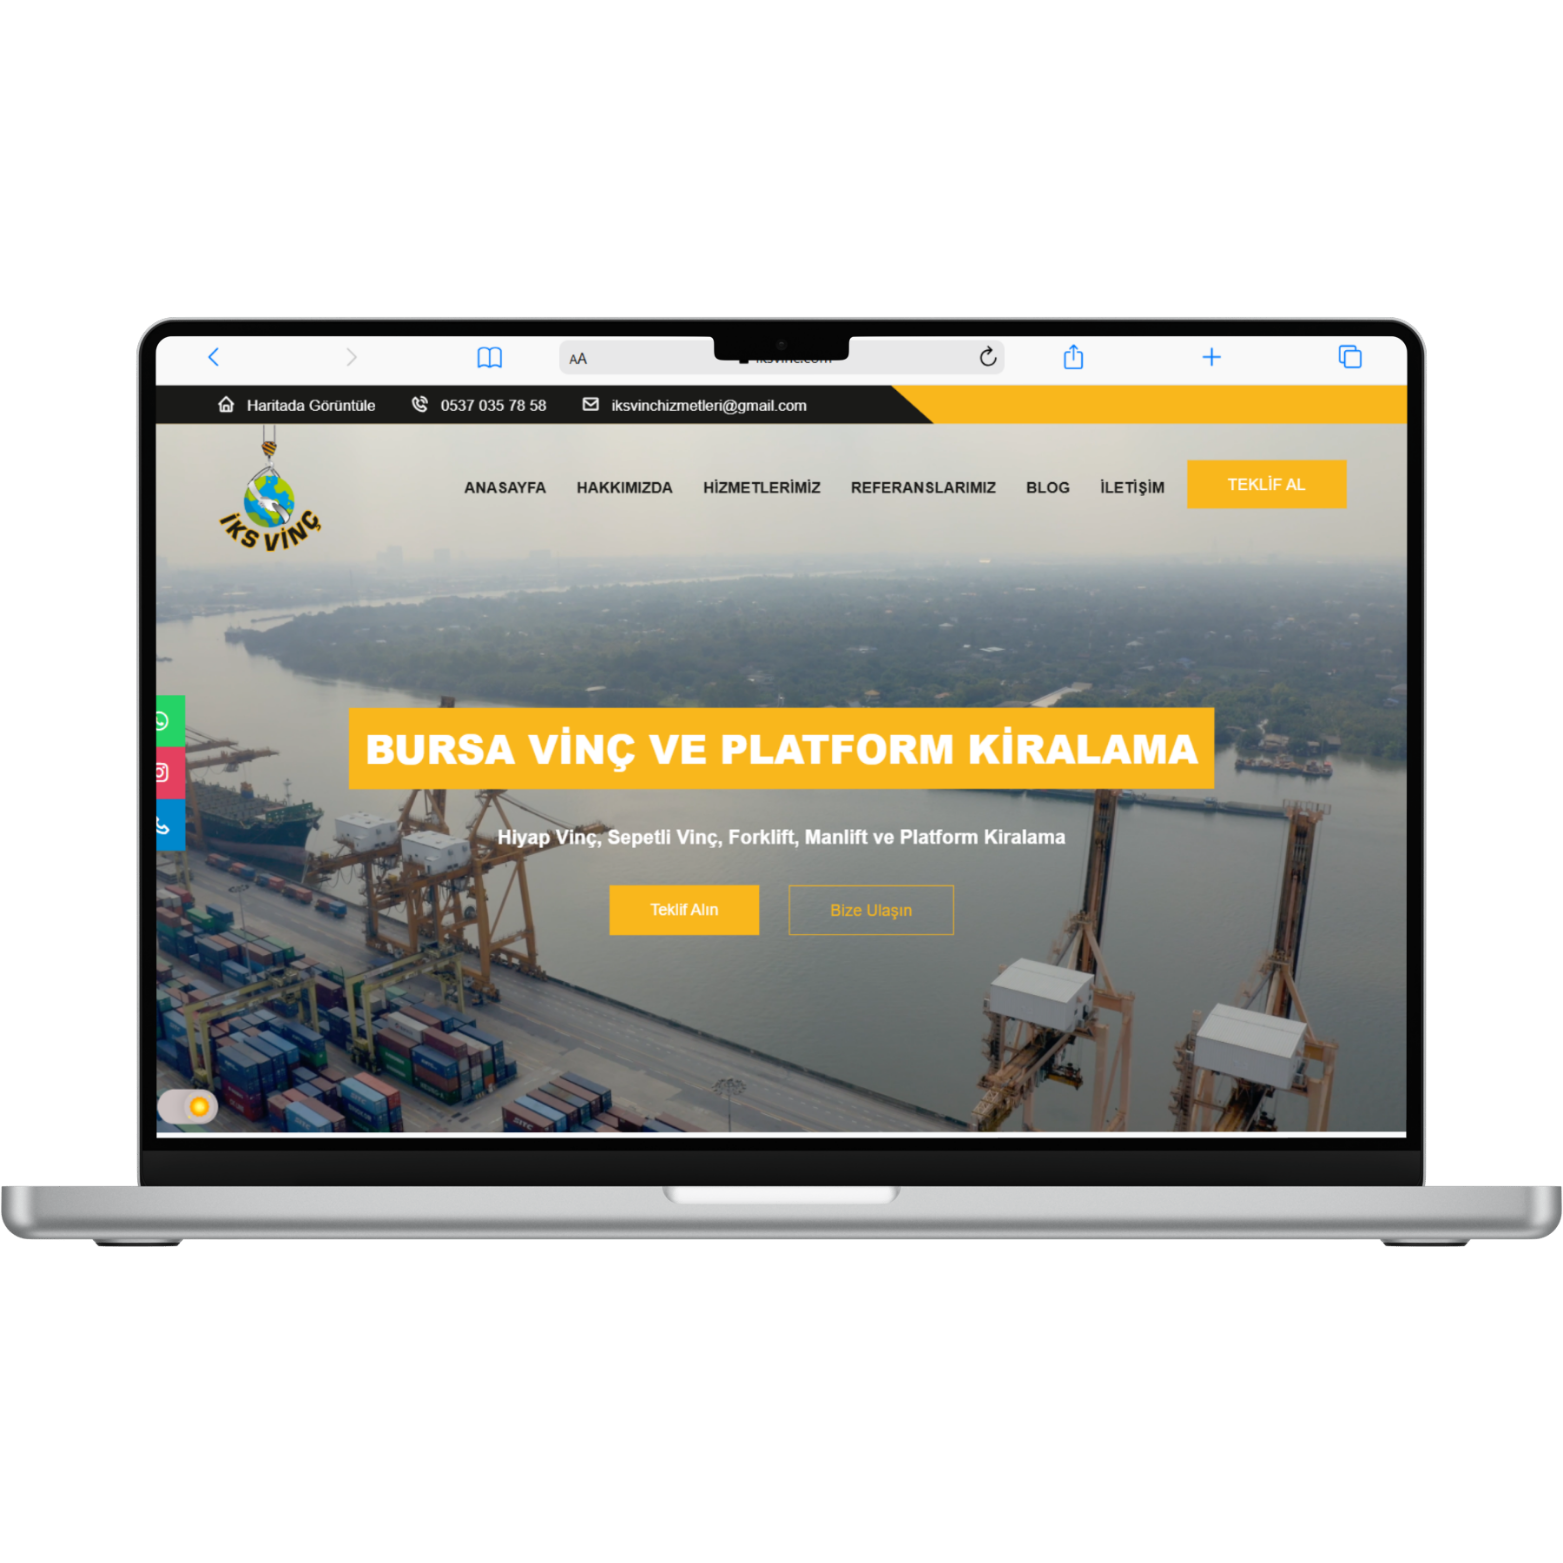 AA
iksvinc.com
Haritada Görüntüle
0537 035 78 58
iksvinchizmetleri@gmail.com
İKS VİNÇ
ANASAYFA
HAKKIMIZDA
HİZMETLERİMİZ
REFERANSLARIMIZ
BLOG
İLETİŞİM
TEKLİF AL
BURSA VİNÇ VE PLATFORM KİRALAMA
Hiyap Vinç, Sepetli Vinç, Forklift, Manlift ve Platform Kiralama
Teklif Alın
Bize Ulaşın